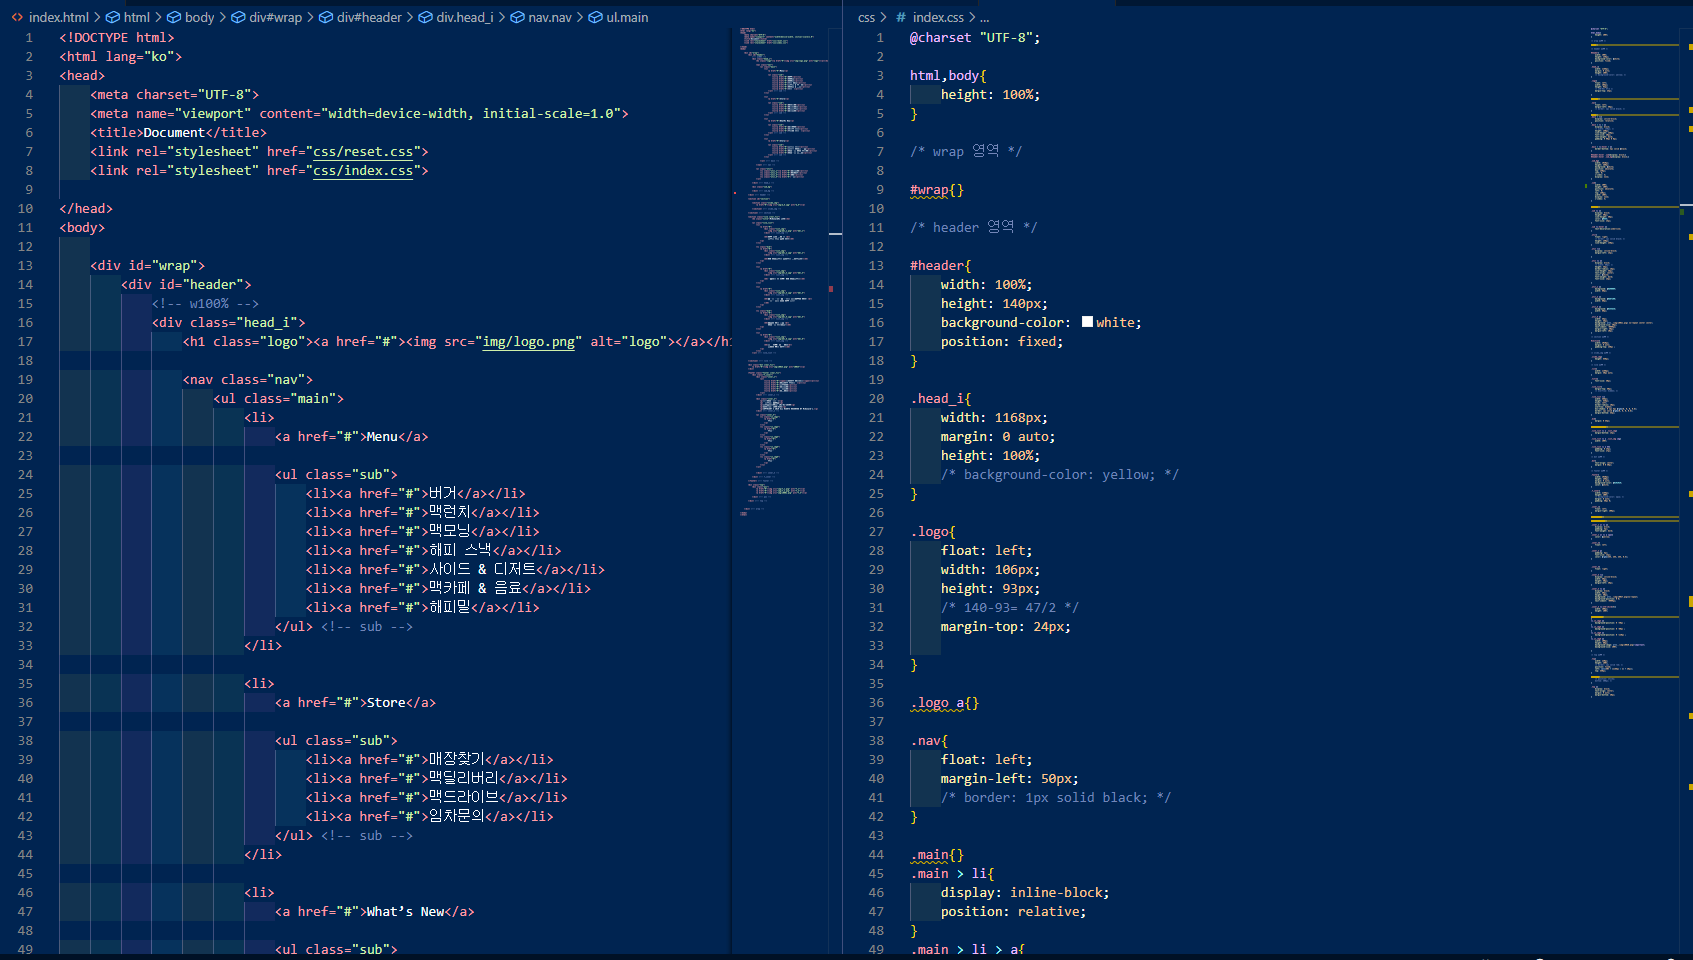 index.html > html > body > div#wrap > div#header > div.head_i > nav.nav > ul.main
1 <!DOCTYPE html>
2 <html lang="ko">
3 <head>
4 <meta charset="UTF-8">
5 <meta name="viewport" content="width=device-width, initial-scale=1.0">
6 <title>Document</title>
7 <link rel="stylesheet" href="css/reset.css">
8 <link rel="stylesheet" href="css/index.css">
9
10 </head>
11 <body>
12
13 <div id="wrap">
14 <div id="header">
15 <!-- w100% -->
16 <div class="head_i">
17 <h1 class="logo"><a href="#"><img src="img/logo.png" alt="logo"></a></h1
18
19 <nav class="nav">
20 <ul class="main">
21 <li>
22 <a href="#">Menu</a>
23
24 <ul class="sub">
25 <li><a href="#">버거</a></li>
26 <li><a href="#">맥런치</a></li>
27 <li><a href="#">맥모닝</a></li>
28 <li><a href="#">해피 스낵</a></li>
29 <li><a href="#">사이드 & 디저트</a></li>
30 <li><a href="#">맥카페 & 음료</a></li>
31 <li><a href="#">해피밀</a></li>
32 </ul> <!-- sub -->
33 </li>
34
35 <li>
36 <a href="#">Store</a>
37
38 <ul class="sub">
39 <li><a href="#">매장찾기</a></li>
40 <li><a href="#">맥딜리버리</a></li>
41 <li><a href="#">맥드라이브</a></li>
42 <li><a href="#">임차문의</a></li>
43 </ul> <!-- sub -->
44 </li>
45
46 <li>
47 <a href="#">What’s New</a>
48
49 <ul class="sub">
css > # index.css > ...
1 @charset "UTF-8";
2
3 html,body{
4 height: 100%;
5 }
6
7 /* wrap 영역 */
8
9 #wrap{}
10
11 /* header 영역 */
12
13 #header{
14 width: 100%;
15 height: 140px;
16 background-color: white;
17 position: fixed;
18 }
19
20 .head_i{
21 width: 1168px;
22 margin: 0 auto;
23 height: 100%;
24 /* background-color: yellow; */
25 }
26
27 .logo{
28 float: left;
29 width: 106px;
30 height: 93px;
31 /* 140-93= 47/2 */
32 margin-top: 24px;
33
34 }
35
36 .logo a{}
37
38 .nav{
39 float: left;
40 margin-left: 50px;
41 /* border: 1px solid black; */
42 }
43
44 .main{}
45 .main > li{
46 display: inline-block;
47 position: relative;
48 }
49 .main > li > a{